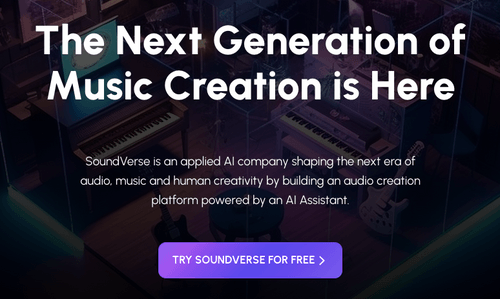 The Next Generation of
Music Creation is Here
SoundVerse is an applied AI company shaping the next era of
audio, music and human creativity by building an audio creation
platform powered by an AI Assistant.
TRY SOUNDVERSE FOR FREE